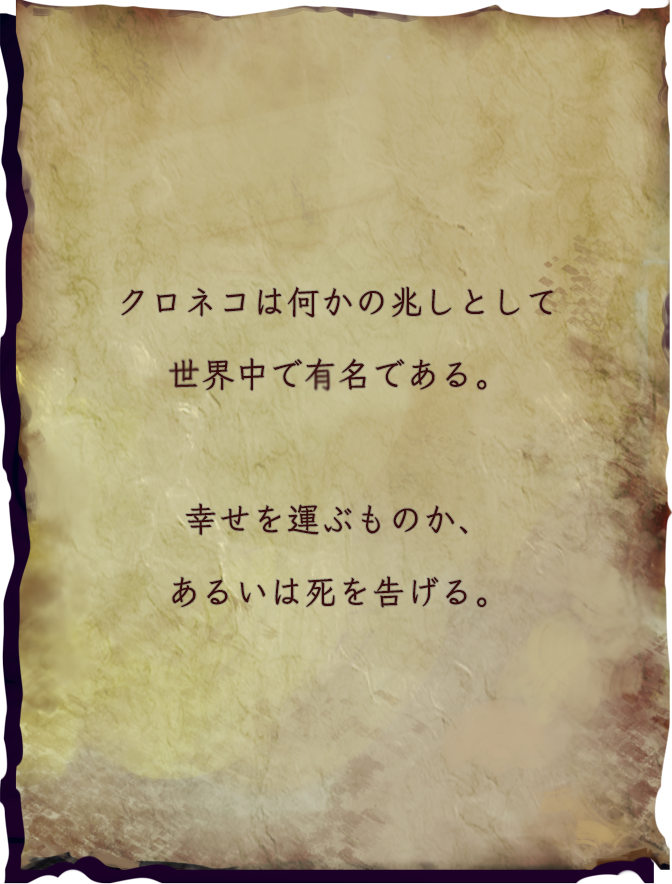 クロネコは何かの兆しとして
世界中で有名である。
幸せを運ぶものか、
あるいは死を告げる。